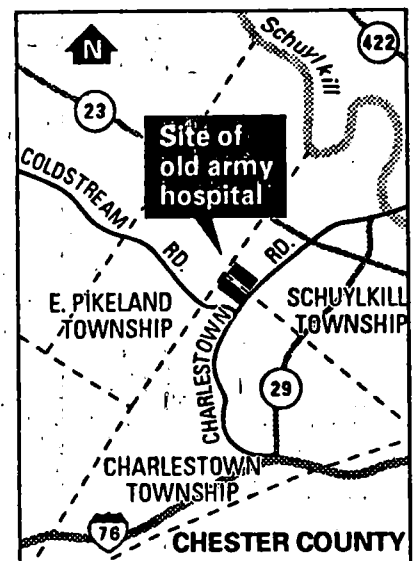 N
Schuylkill
422
23
Site of
old army
hospital
COLDSTREAM RD.
CHARLESTOWN RD.
E. PIKELAND
TOWNSHIP
SCHUYLKILL
TOWNSHIP
29
CHARLESTOWN
TOWNSHIP
76
CHESTER COUNTY